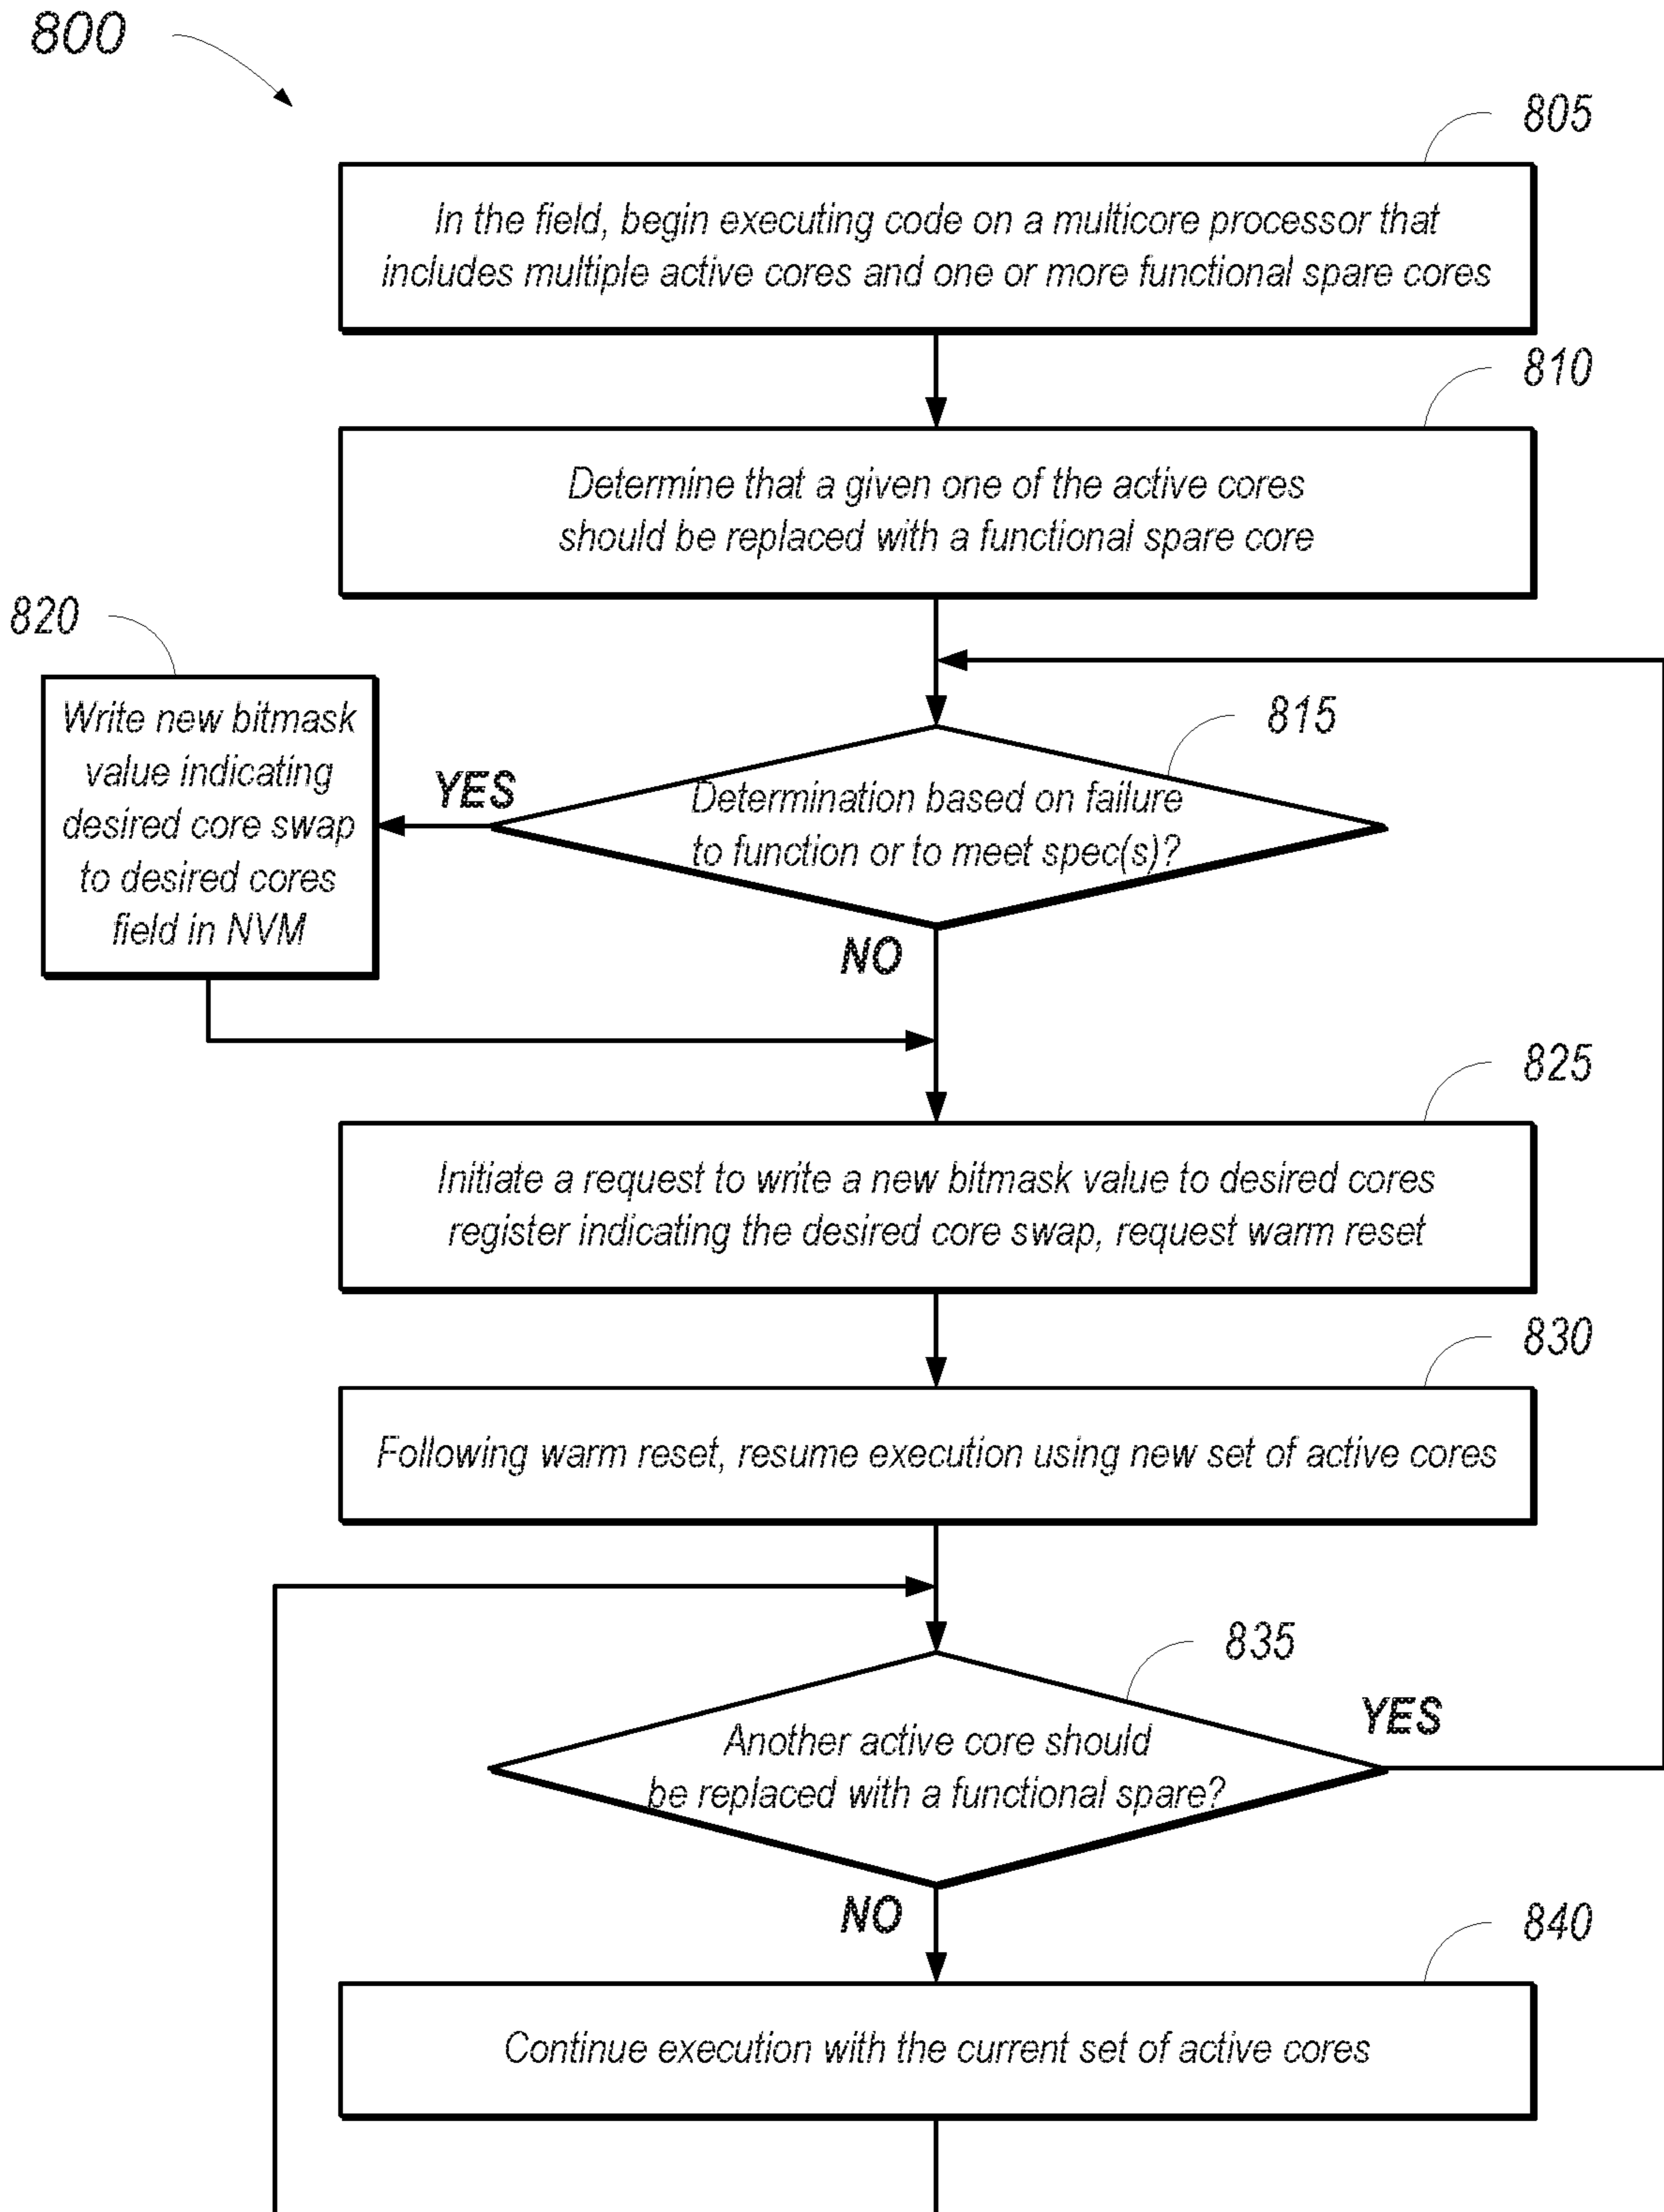 800
805
In the field, begin executing code on a multicore processor that
includes multiple active cores and one or more functional spare cores
810
Determine that a given one of the active cores
should be replaced with a functional spare core
820
Write new bitmask
value indicating
desired core swap
to desired cores
field in NVM
YES
815
Determination based on failure
to function or to meet spec(s)?
NO
825
Initiate a request to write a new bitmask value to desired cores
register indicating the desired core swap, request warm reset
830
Following warm reset, resume execution using new set of active cores
835
Another active core should
be replaced with a functional spare?
YES
NO
840
Continue execution with the current set of active cores